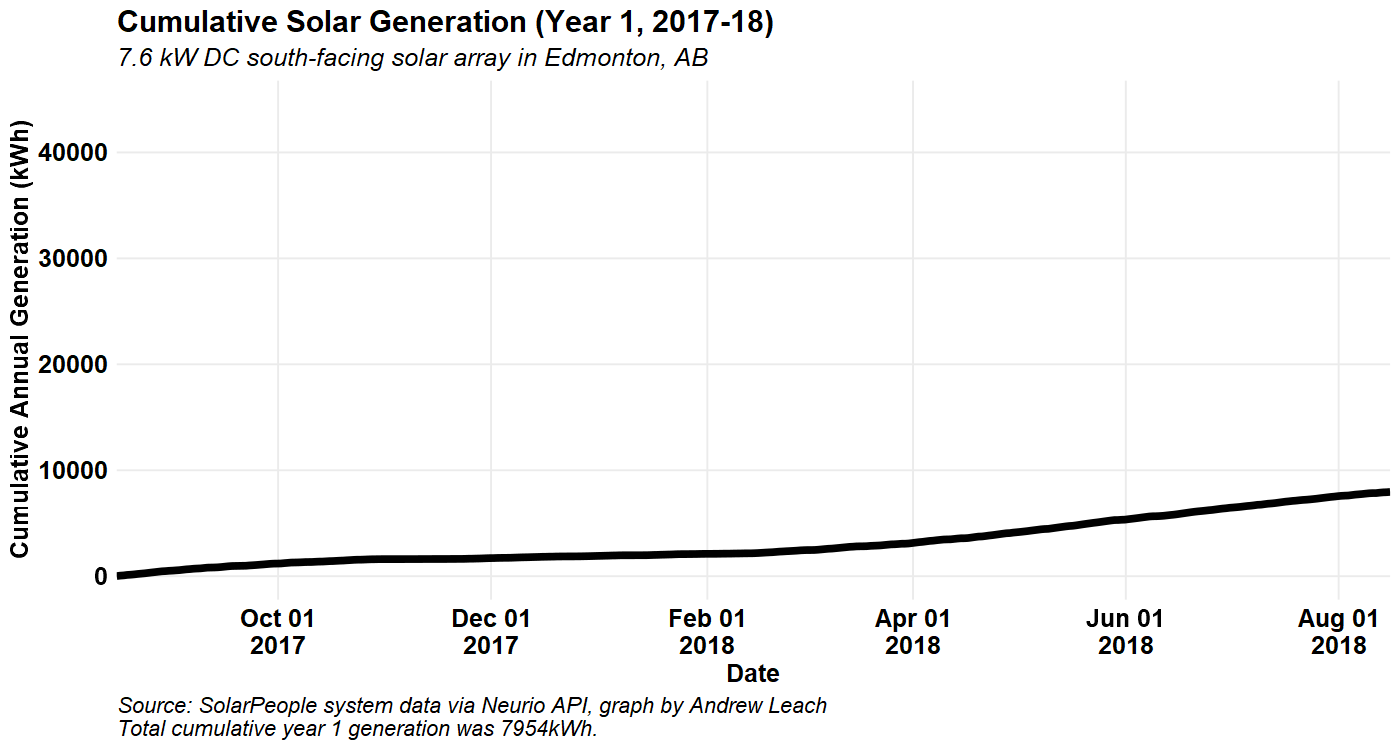 Cumulative Solar Generation (Year 1, 2017-18)
7.6 kW DC south-facing solar array in Edmonton, AB
Cumulative Annual Generation (kWh)
40000
30000
20000
10000
0
Oct 01 Dec 01 Feb 01 Apr 01 Jun 01 Aug 01
2017 2017 2018 2018 2018 2018
Date
Source: SolarPeople system data via Neurio API, graph by Andrew Leach
Total cumulative year 1 generation was 7954kWh.